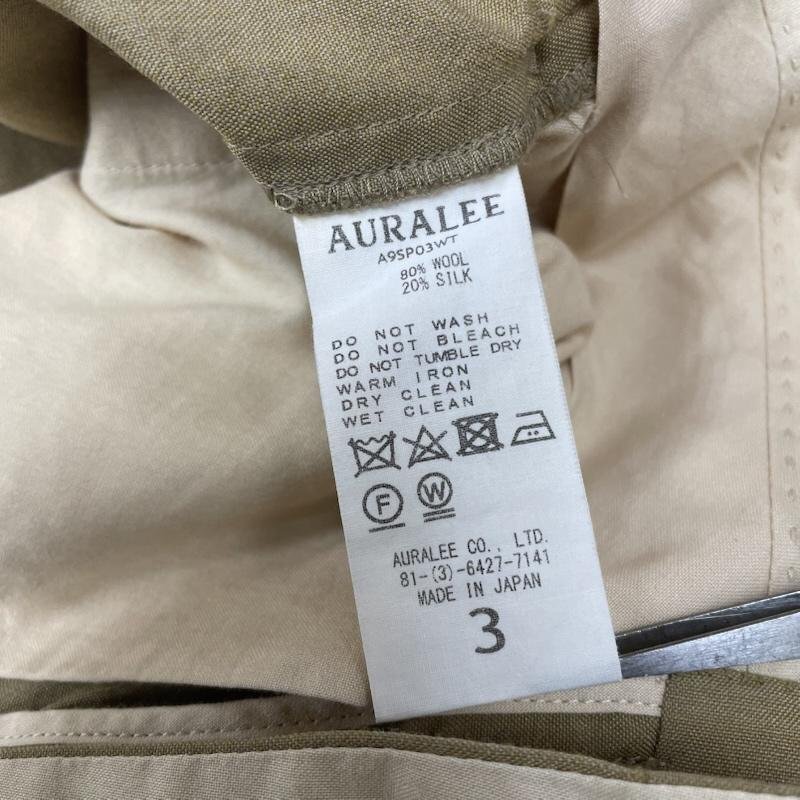 AURALEE
A9SP03WT
80% WOOL
20% SILK
DO NOT WASH
DO NOT BLEACH
DO NOT TUMBLE DRY
WARM IRON
DRY CLEAN
WET CLEAN
F W
AURALEE CO., LTD.
81-(3)-6427-7141
MADE IN JAPAN
3